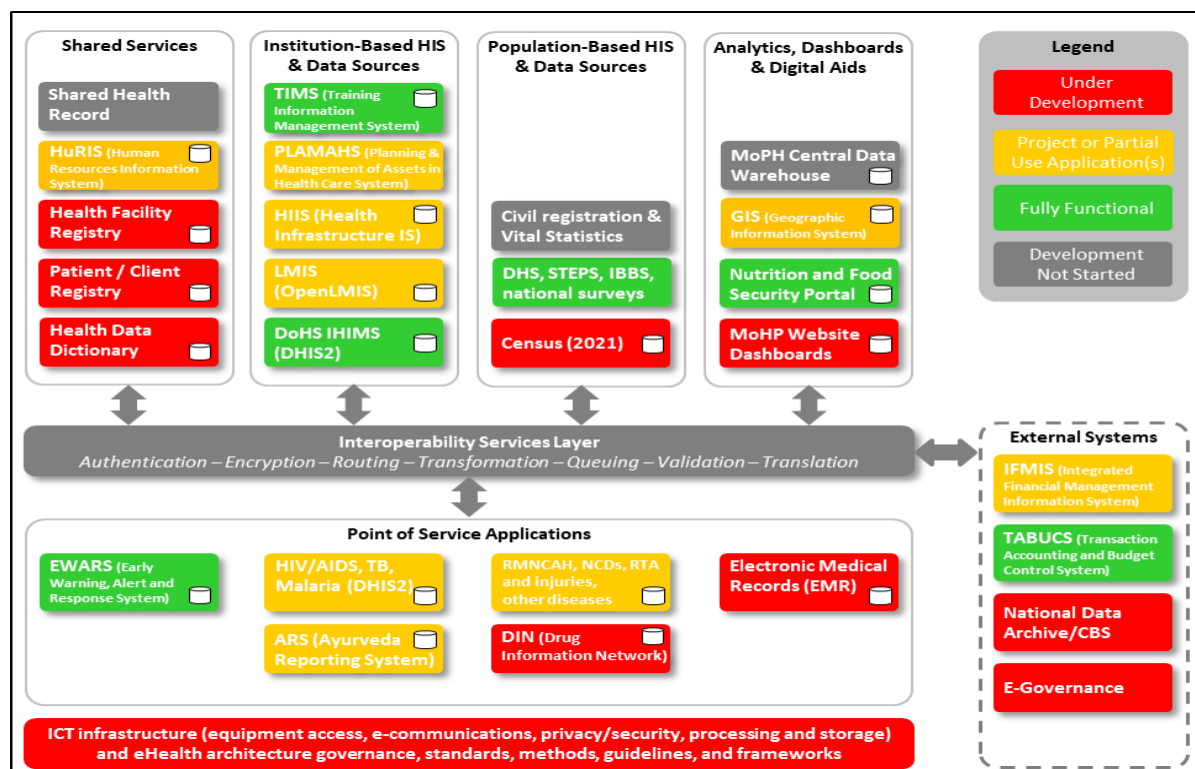 Shared Services
Shared Health
Record
HuRIS (Human
Resources Information
System)
Health Facility
Registry
Patient / Client
Registry
Health Data
Dictionary
Institution-Based HIS
& Data Sources
TIMS (Training
Information
Management System)
PLAMAHS (Planning &
Management of Assets in
Health Care System)
HIIS (Health
Infrastructure IS)
LMIS
(OpenLMIS)
DoHS IHIMS
(DHIS2)
Population-Based HIS
& Data Sources
Civil registration &
Vital Statistics
DHS, STEPS, IBBS,
national surveys
Census (2021)
Analytics, Dashboards
& Digital Aids
MoPH Central Data
Warehouse
GIS (Geographic
Information System)
Nutrition and Food
Security Portal
MoHP Website
Dashboards
Legend
Under
Development
Project or Partial
Use Application(s)
Fully Functional
Development
Not Started
Interoperability Services Layer
Authentication – Encryption – Routing – Transformation – Queuing – Validation – Translation
Point of Service Applications
EWARS (Early
Warning, Alert and
Response System)
HIV/AIDS, TB,
Malaria (DHIS2)
ARS (Ayurveda
Reporting System)
RMNCAH, NCDs, RTA
and injuries,
other diseases
DIN (Drug
Information Network)
Electronic Medical
Records (EMR)
External Systems
IFMIS (Integrated
Financial Management
Information System)
TABUCS (Transaction
Accounting and Budget
Control System)
National Data
Archive/CBS
E-Governance
ICT infrastructure (equipment access, e-communications, privacy/security, processing and storage)
and eHealth architecture governance, standards, methods, guidelines, and frameworks